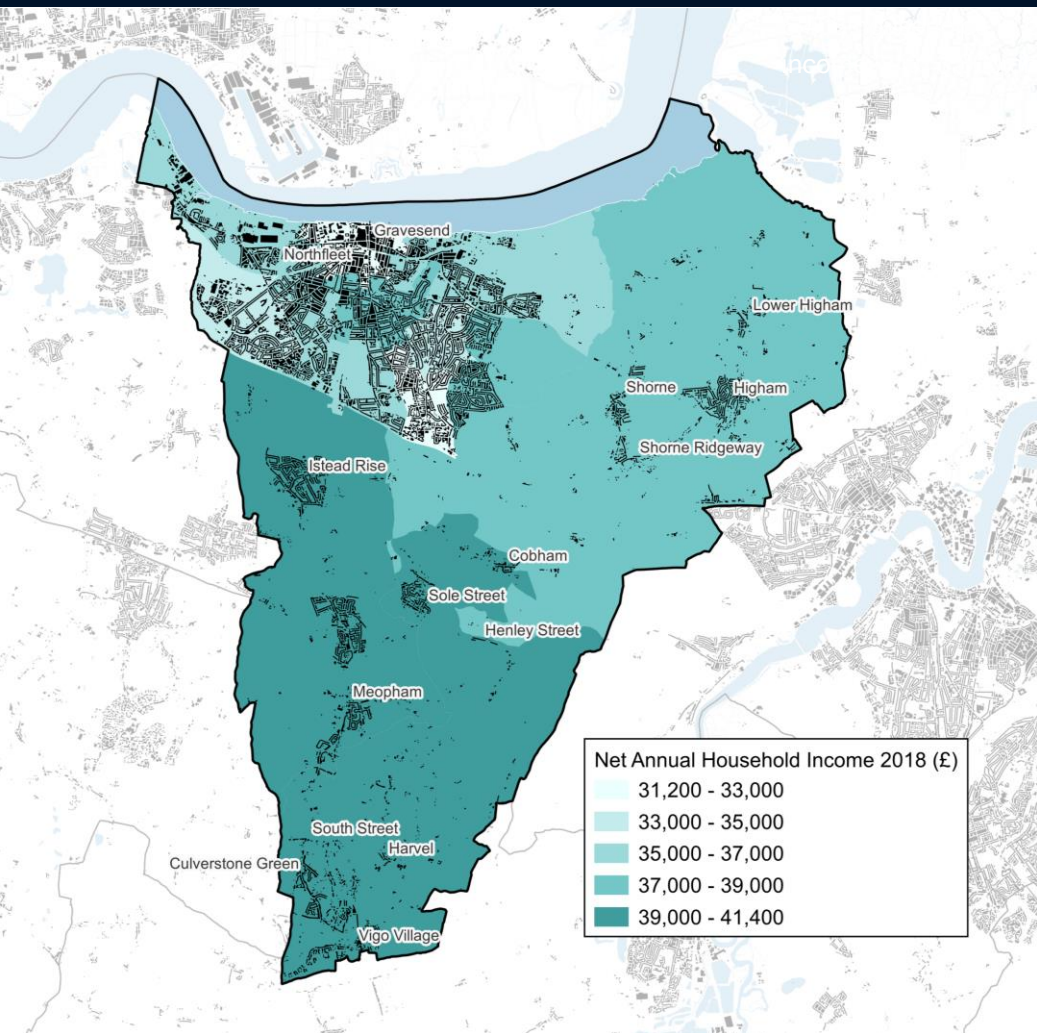 inco
Gravesend
Northfleet
Lower Higham
Shorne
Higham
Shorne Ridgeway
Istead Rise
Cobham
Sole Street
Henley Street
Meopham
South Street
Harvel
Culverstone Green
Vigo Village
Net Annual Household Income 2018 (£)
31,200 - 33,000
33,000 - 35,000
35,000 - 37,000
37,000 - 39,000
39,000 - 41,400